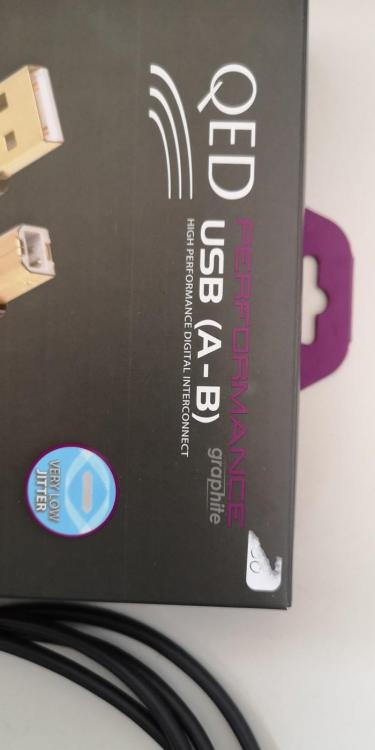 QED
PERFORMANCE
graphite
USB (A-B)
HIGH PERFORMANCE DIGITAL INTERCONNECT
VERY LOW
JITTER